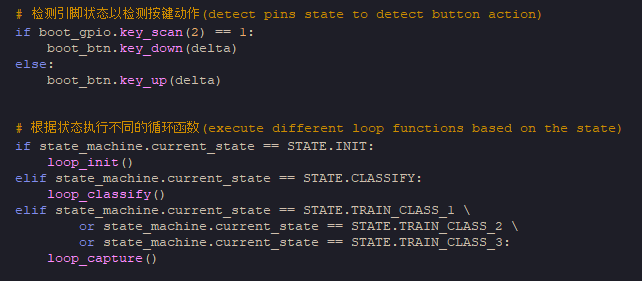 # 检测引脚状态以检测按键动作(detect pins state to detect button action)
if boot_gpio.key_scan(2) == 1:
    boot_btn.key_down(delta)
else:
    boot_btn.key_up(delta)

# 根据状态执行不同的循环函数(execute different loop functions based on the state)
if state_machine.current_state == STATE.INIT:
    loop_init()
elif state_machine.current_state == STATE.CLASSIFY:
    loop_classify()
elif state_machine.current_state == STATE.TRAIN_CLASS_1 \
        or state_machine.current_state == STATE.TRAIN_CLASS_2 \
        or state_machine.current_state == STATE.TRAIN_CLASS_3:
    loop_capture()